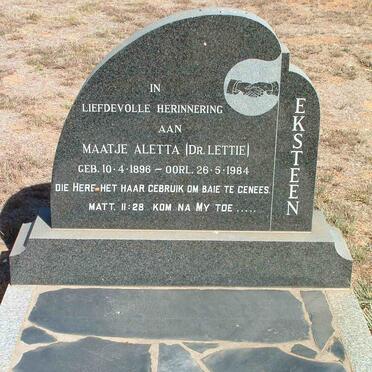 IN
LIEFDEVOLLE HERINNERING
AAN
MAATJE ALETTA (DR. LETTIE)
GEB. 10·4·1896 — OORL. 26·5·1984
DIE HERE HET HAAR GEBRUIK OM BAIE TE GENEES.
MATT. 11:28 KOM NA MY TOE .....
EKSTEEN